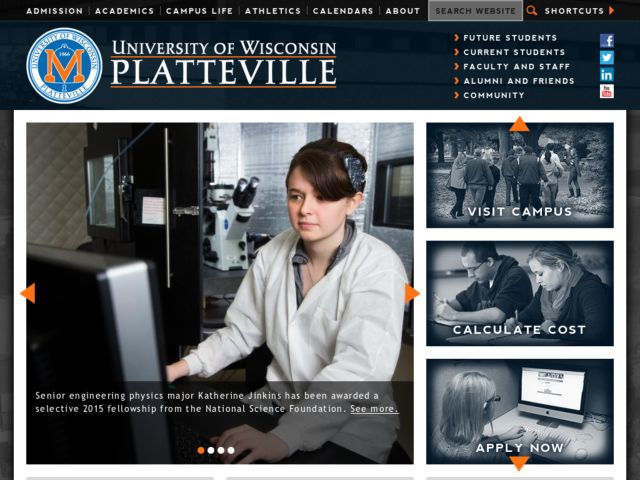 ADMISSION | ACADEMICS | CAMPUS LIFE | ATHLETICS | CALENDARS | ABOUT SEARCH WEBSITE SHORTCUTS
UNIVERSITY OF WISCONSIN
PLATTEVILLE
UNIVERSITY OF WISCONSIN
1866
M
PLATTEVILLE
FUTURE STUDENTS
CURRENT STUDENTS
FACULTY AND STAFF
ALUMNI AND FRIENDS
COMMUNITY
f
in
You
Tube
VISIT CAMPUS
CALCULATE COST
Senior engineering physics major Katherine Jinkins has been awarded a
selective 2015 fellowship from the National Science Foundation. See more.
APPLY NOW